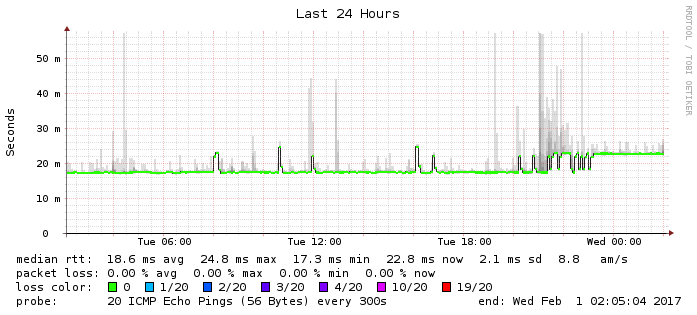 Last 24 Hours
RRDTOOL / TOBI OETIKER
Seconds
50 m
40 m
30 m
20 m
10 m
0
Tue 06:00 Tue 12:00 Tue 18:00 Wed 00:00
median rtt: 18.6 ms avg 24.8 ms max 17.3 ms min 22.8 ms now 2.1 ms sd 8.8 am/s
packet loss: 0.00 % avg 0.00 % max 0.00 % min 0.00 % now
loss color: 0 1/20 2/20 3/20 4/20 10/20 19/20
probe: 20 ICMP Echo Pings (56 Bytes) every 300s end: Wed Feb 1 02:05:04 2017